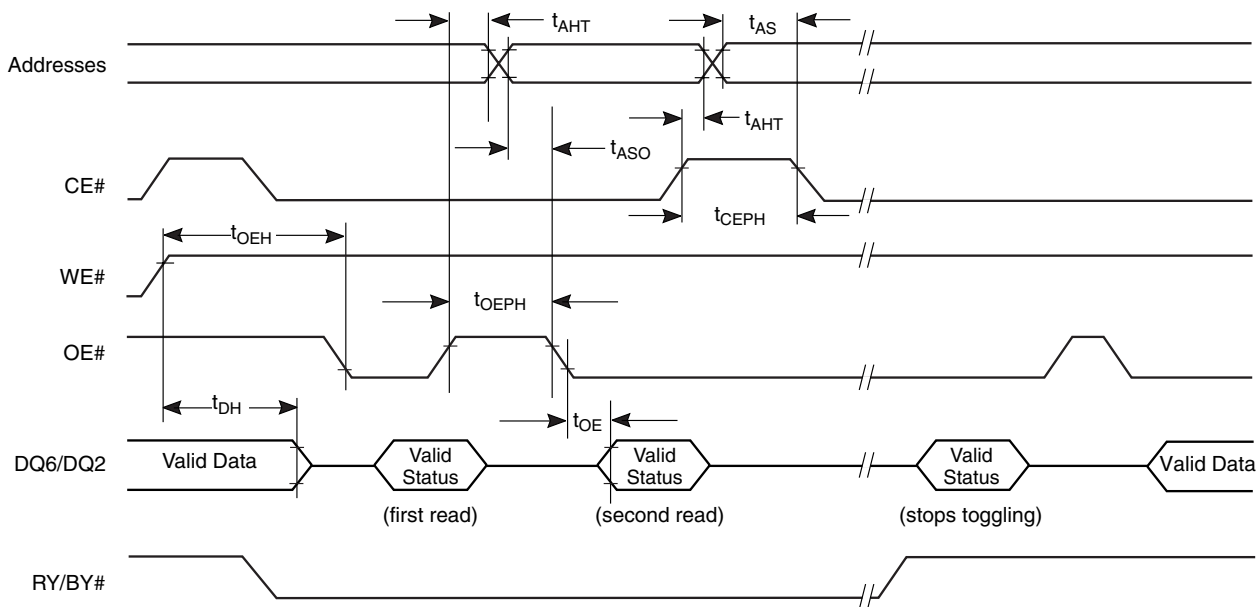 tAHT
tAS
Addresses
tAHT
tASO
CE#
tCEPH
tOEH
WE#
tOEPH
OE#
tDH
tOE
DQ6/DQ2
Valid Data
Valid
Status
Valid
Status
Valid
Status
Valid Data
(first read)
(second read)
(stops toggling)
RY/BY#